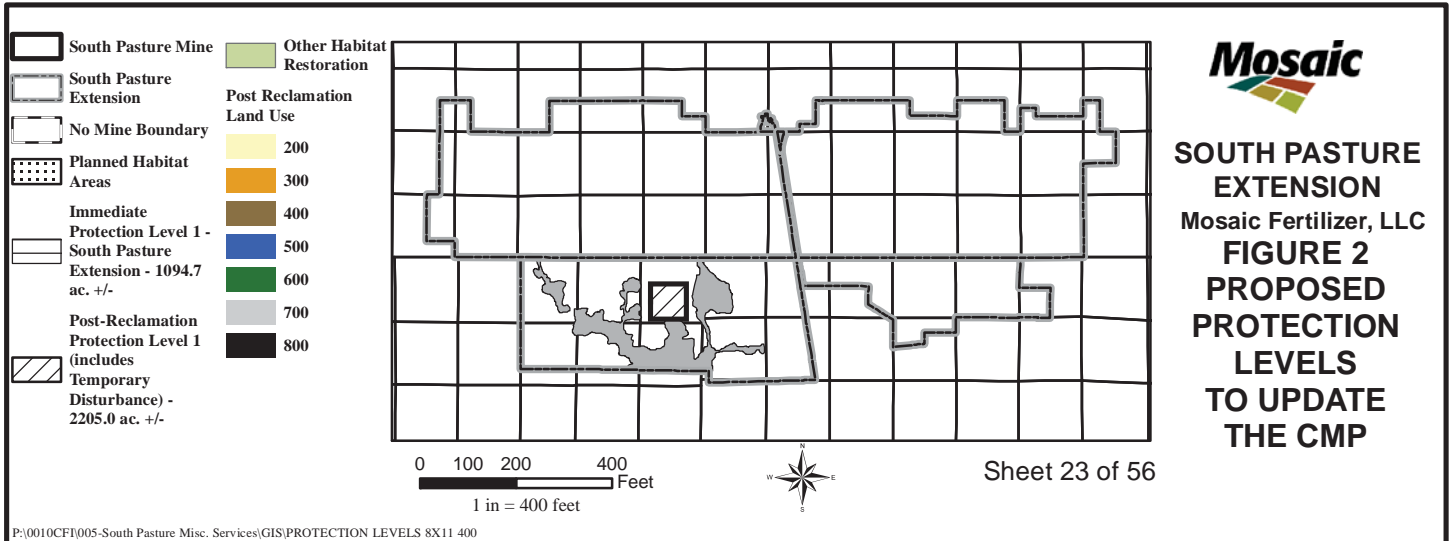 South Pasture Mine
South Pasture
Extension
No Mine Boundary
Planned Habitat
Areas
Immediate
Protection Level 1 -
South Pasture
Extension - 1094.7
ac. +/-
Post-Reclamation
Protection Level 1
(includes
Temporary
Disturbance) -
2205.0 ac. +/-
Other Habitat
Restoration
Post Reclamation
Land Use
200
300
400
500
600
700
800
0 100 200 400
Feet
1 in = 400 feet
N
W E
S
Sheet 23 of 56
Mosaic
SOUTH PASTURE
EXTENSION
Mosaic Fertilizer, LLC
FIGURE 2
PROPOSED
PROTECTION
LEVELS
TO UPDATE
THE CMP
P:\0010CFI\005-South Pasture Misc. Services\GIS\PROTECTION LEVELS 8X11 400